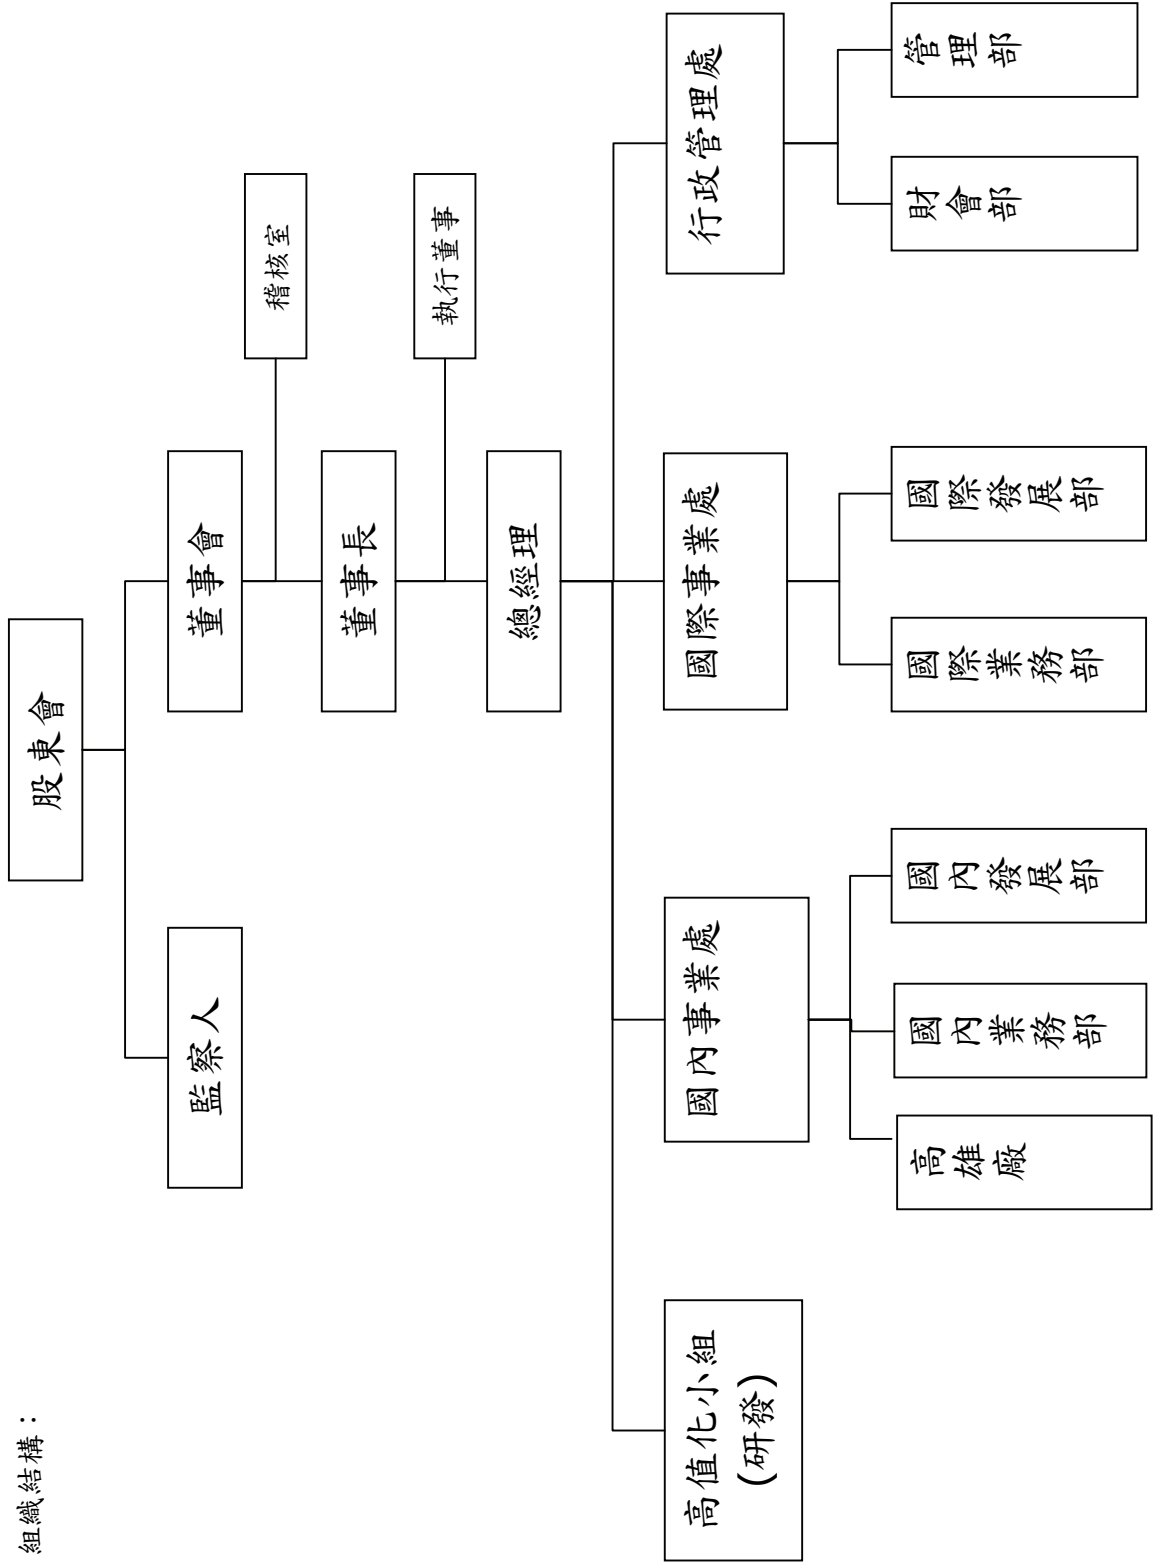 組織結構：
股東會
監察人
董事會
稽核室
董事長
執行董事
總經理
高值化小組
(研發)
國內事業處
國際事業處
行政管理處
高雄廠
國內業務部
國內發展部
國際業務部
國際發展部
財會部
管理部